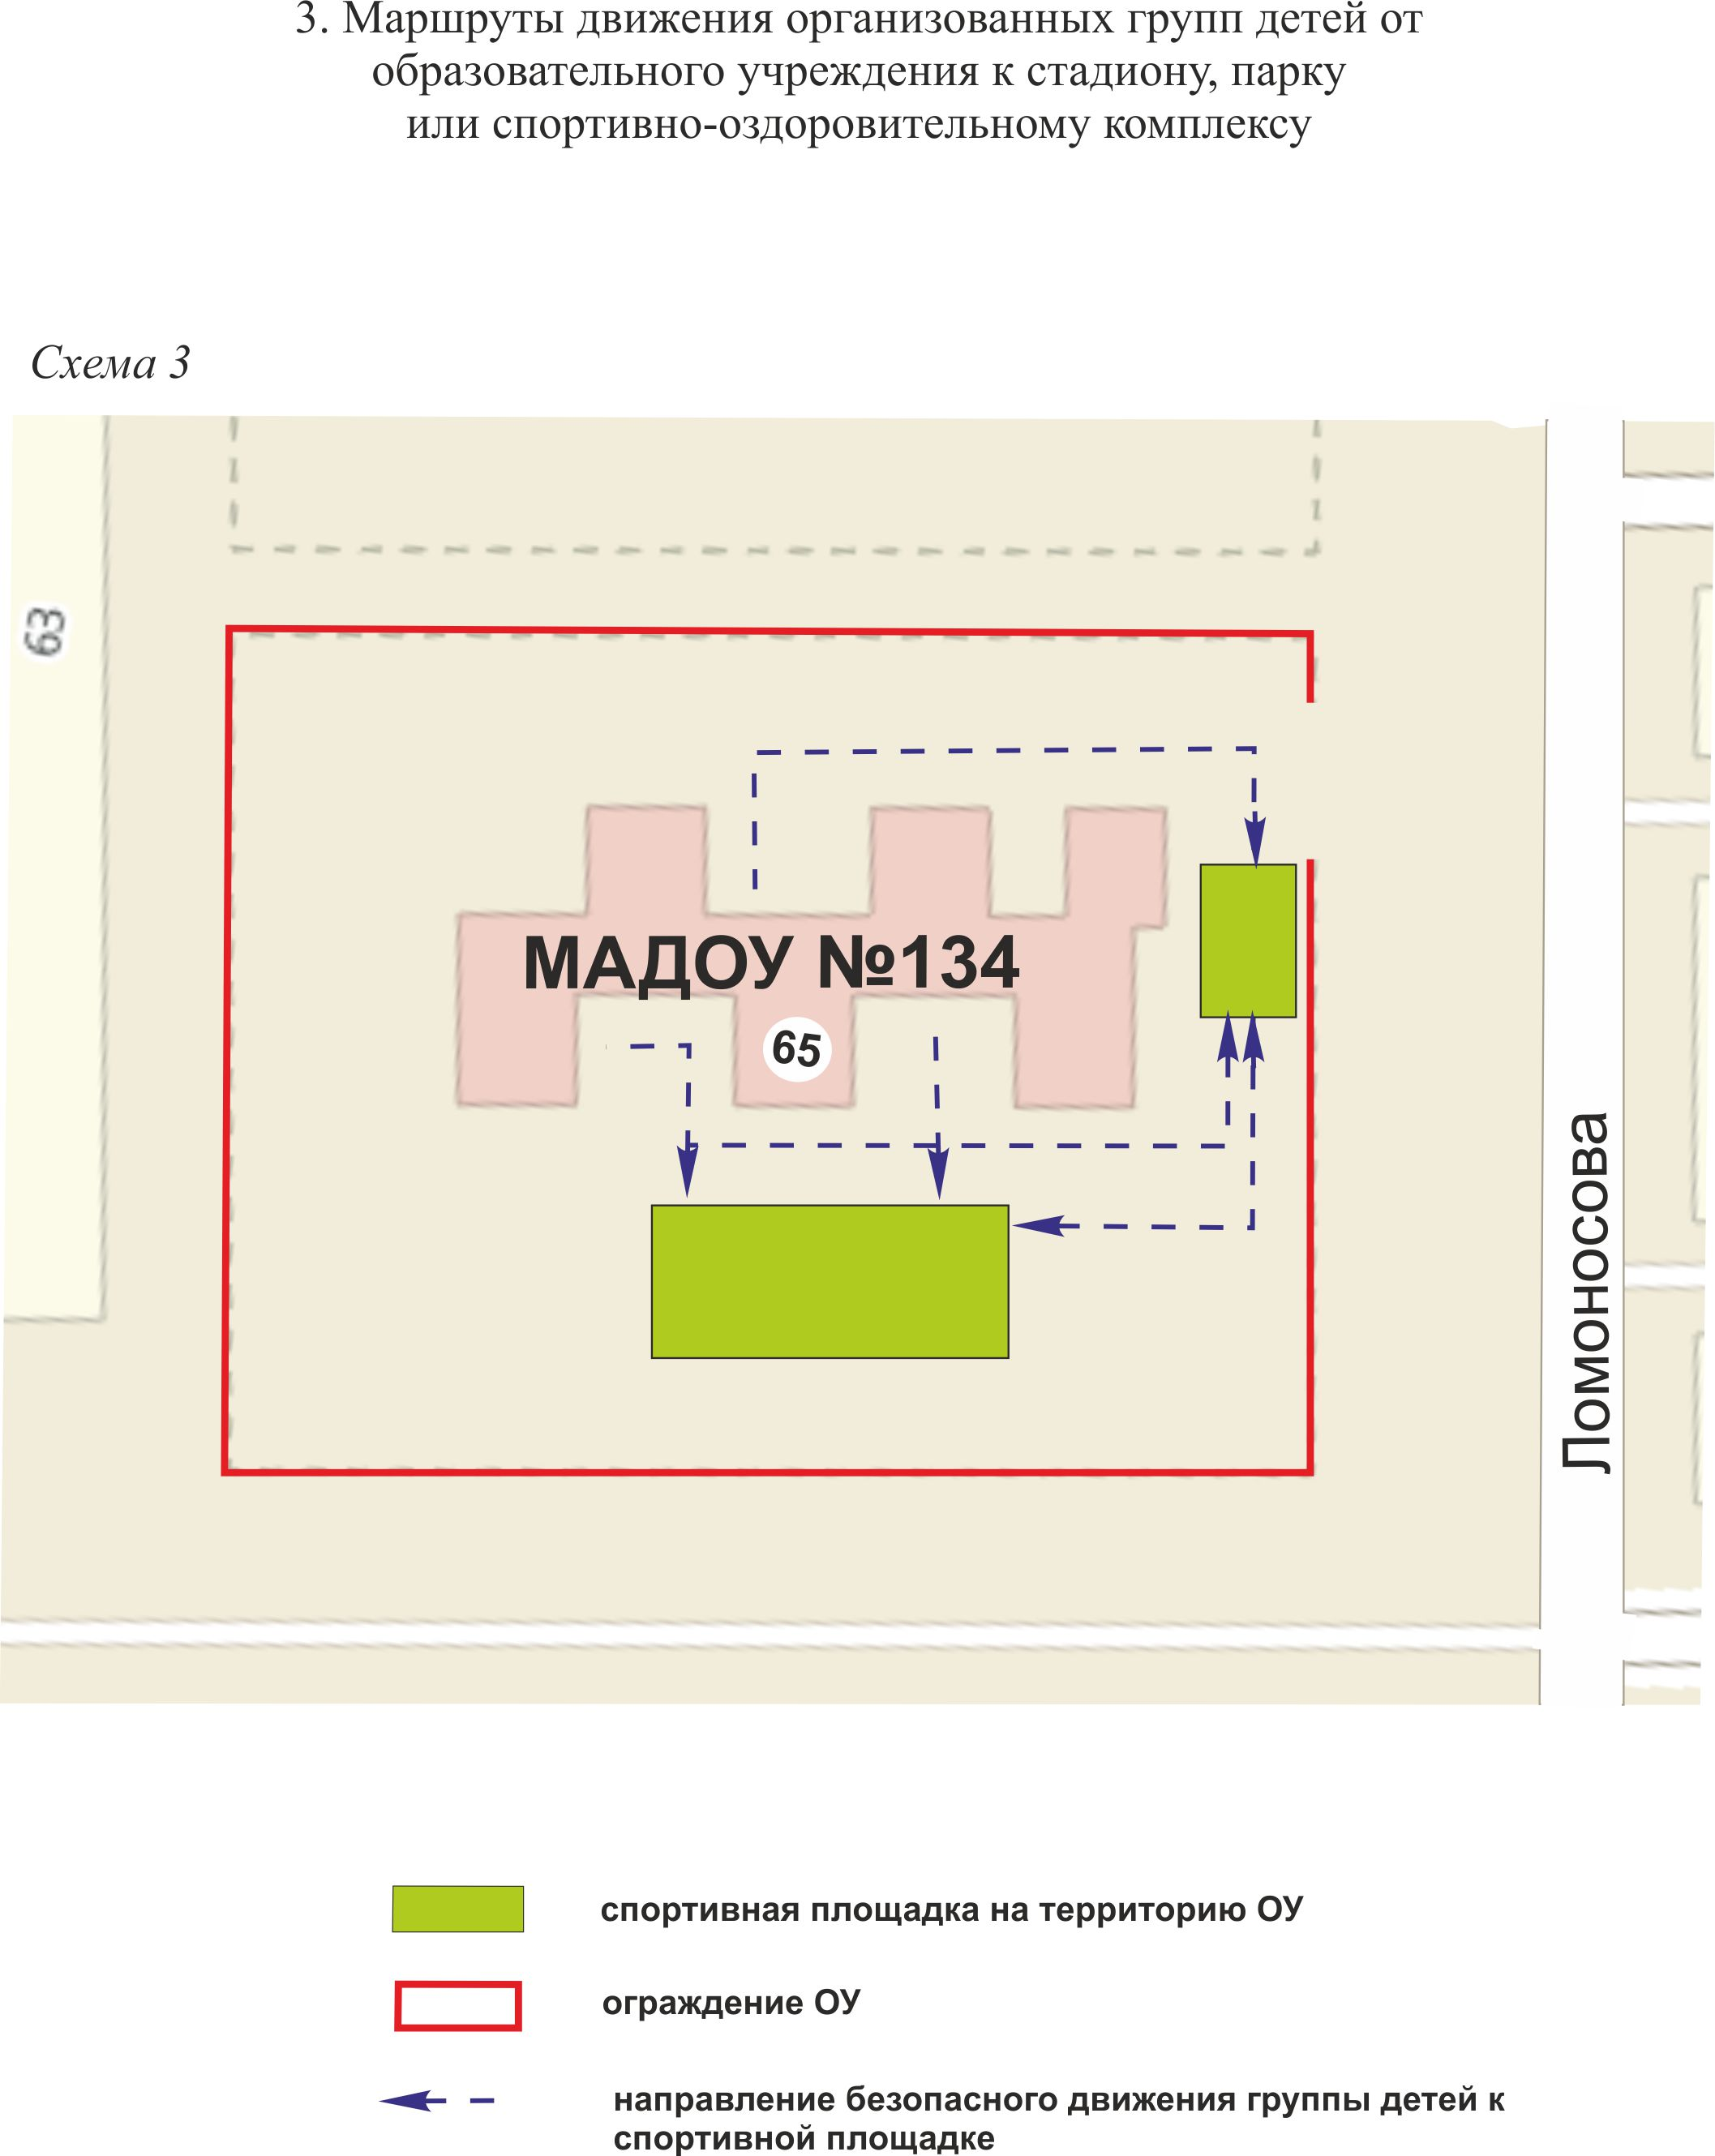 3. Маршруты движения организованных групп детей от
образовательного учреждения к стадиону, парку
или спортивно-оздоровительному комплексу
Схема 3
63
МАДОУ №134
65
Ломоносова
спортивная площадка на территорию ОУ
ограждение ОУ
направление безопасного движения группы детей к
спортивной площадке